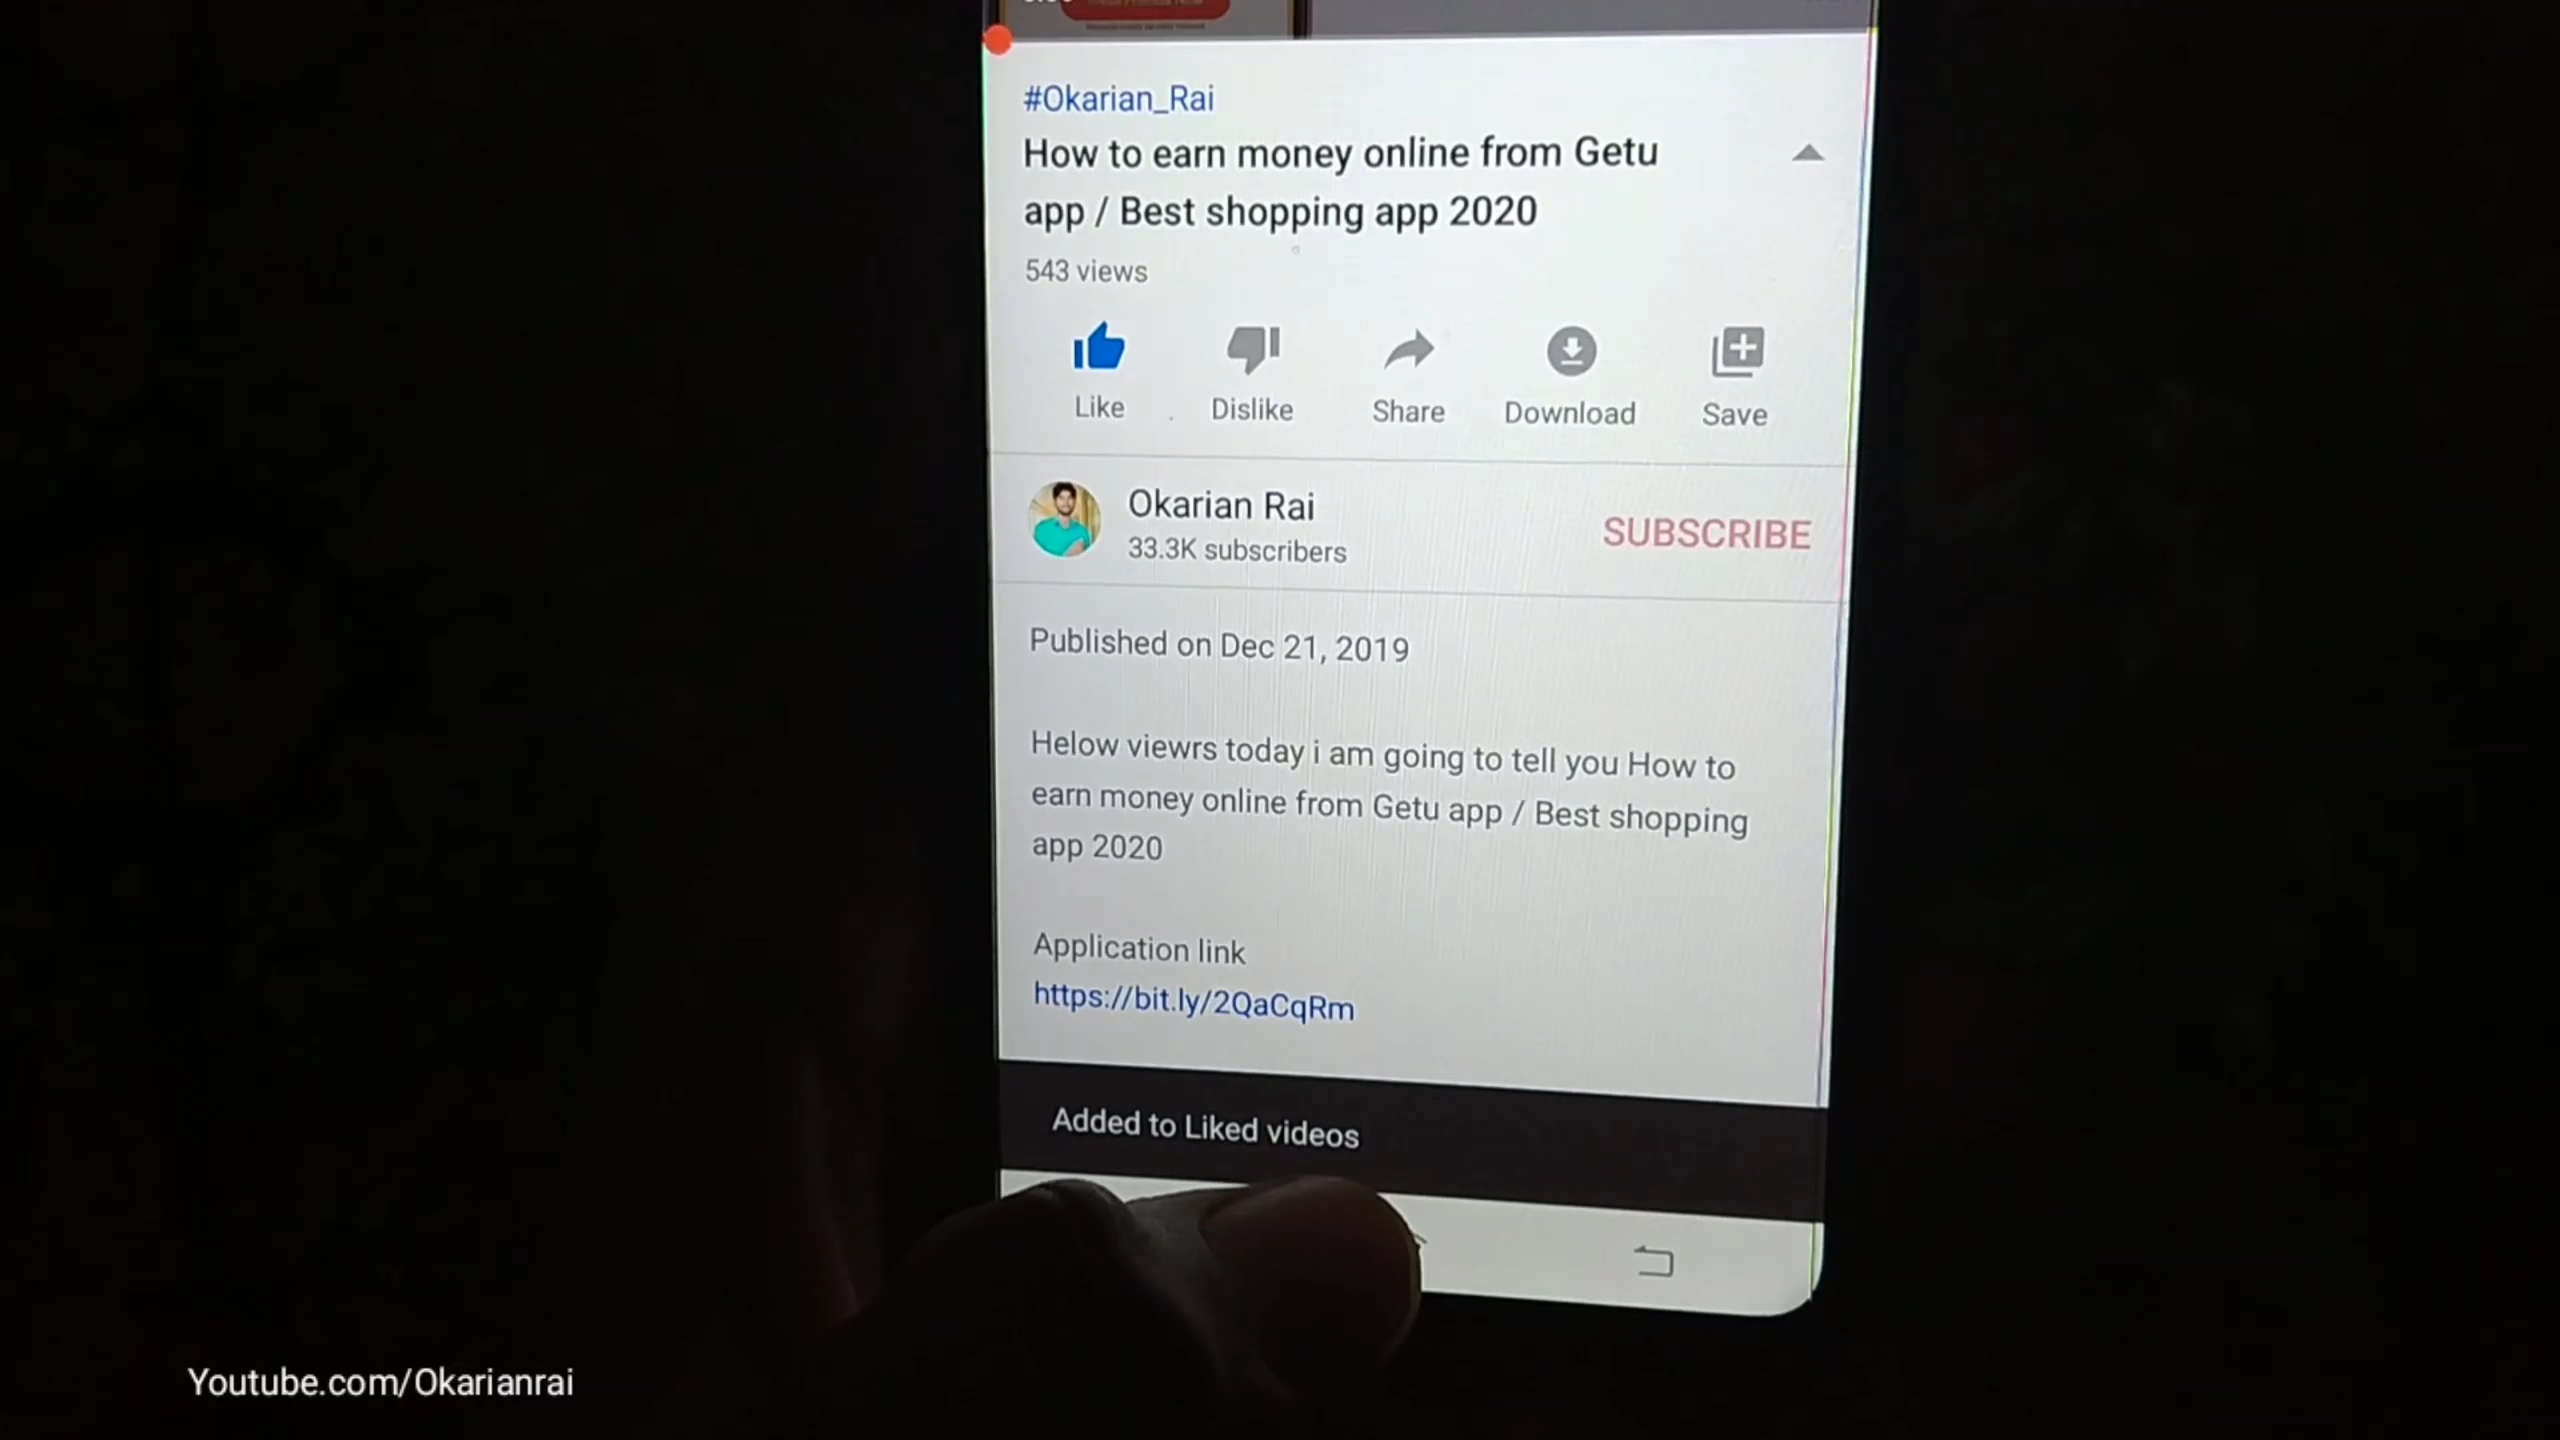 #Okarian_Rai
How to earn money online from Getu
app / Best shopping app 2020
543 views
Like
Dislike
Share
Download
Save
Okarian Rai
33.3K subscribers
SUBSCRIBE
Published on Dec 21, 2019
Helow viewrs today i am going to tell you How to
earn money online from Getu app / Best shopping
app 2020
Application link
https://bit.ly/2QaCqRm
Added to Liked videos
Youtube.com/Okarianrai